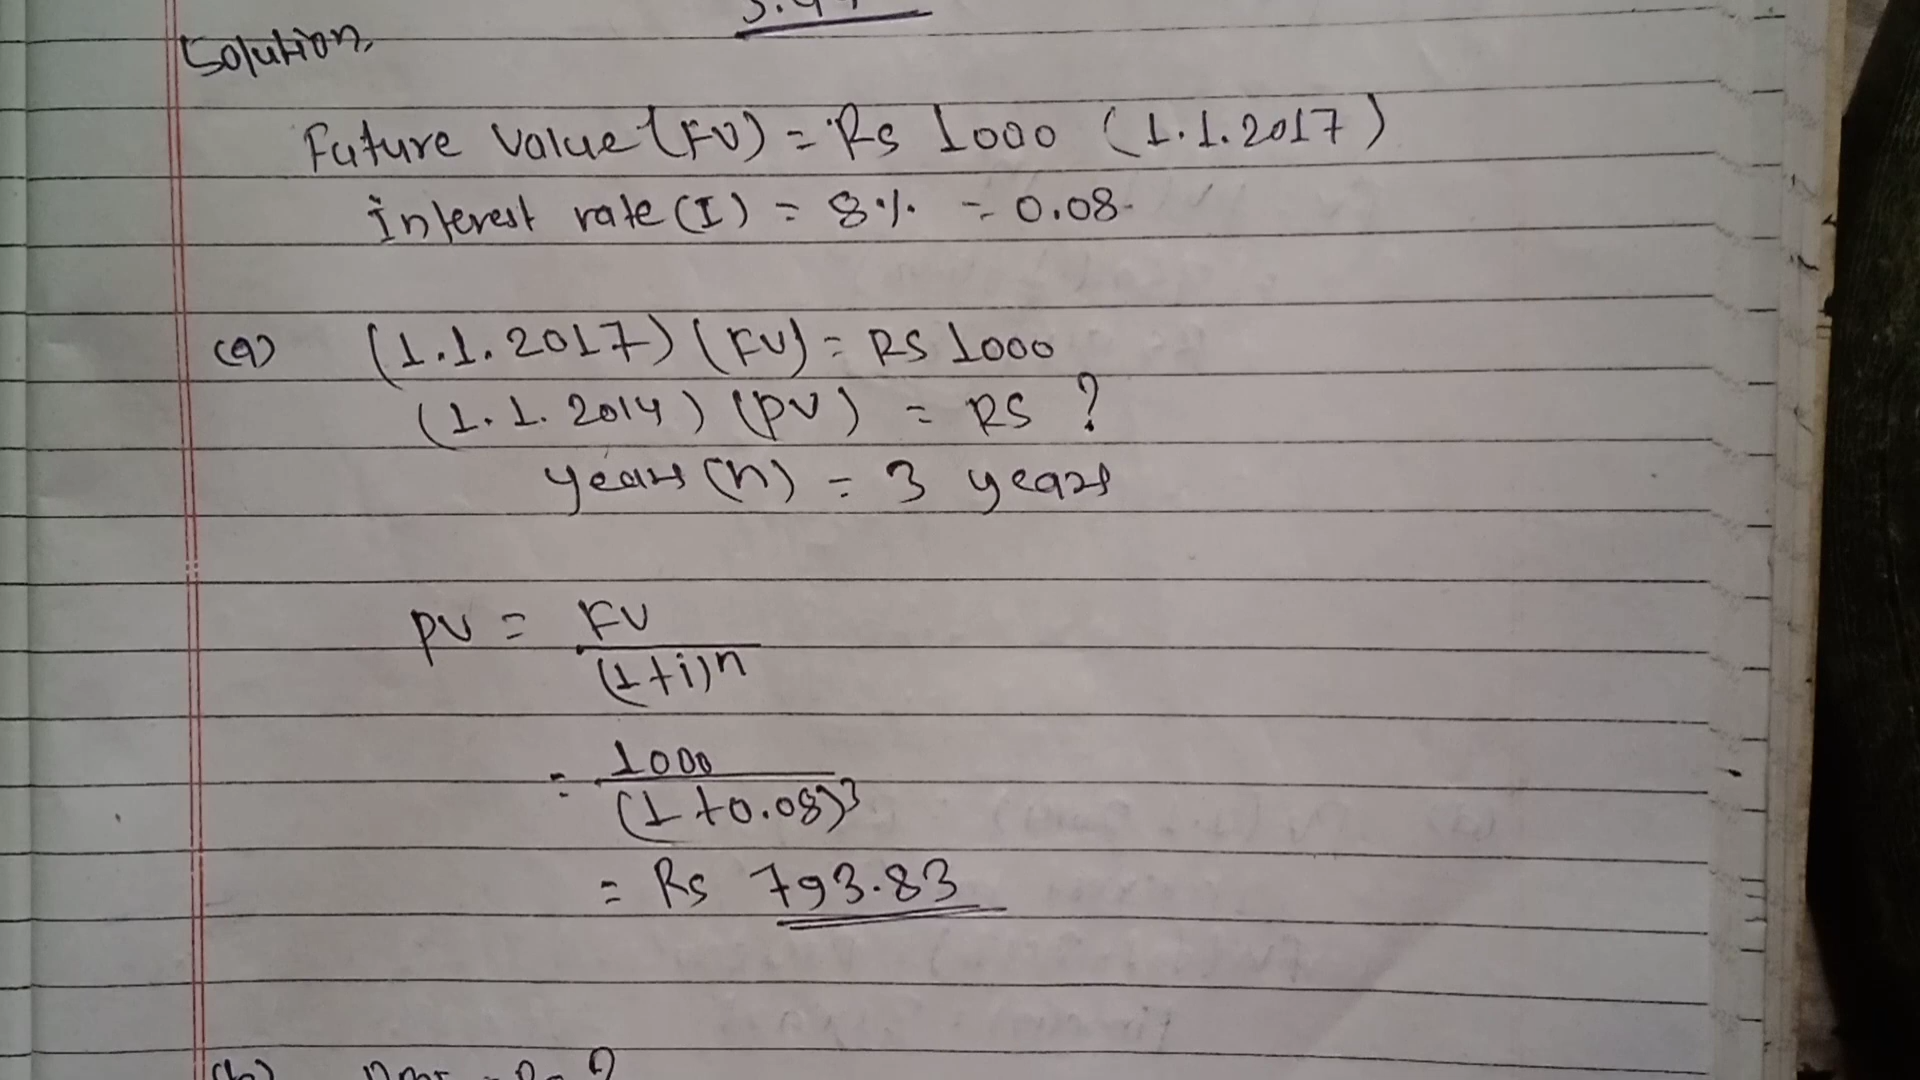 Solution,
Future Value (FV) = Rs 1000 (1.1.2017)
Interest rate (I) = 8% = 0.08
(a) (1.1.2017) (FV) = RS 1000
(1.1.2014) (PV) = RS ?
years (n) = 3 years
PV = FV
(1+i)n
= 1000
(1+0.08)3
= Rs 793.83
(b)